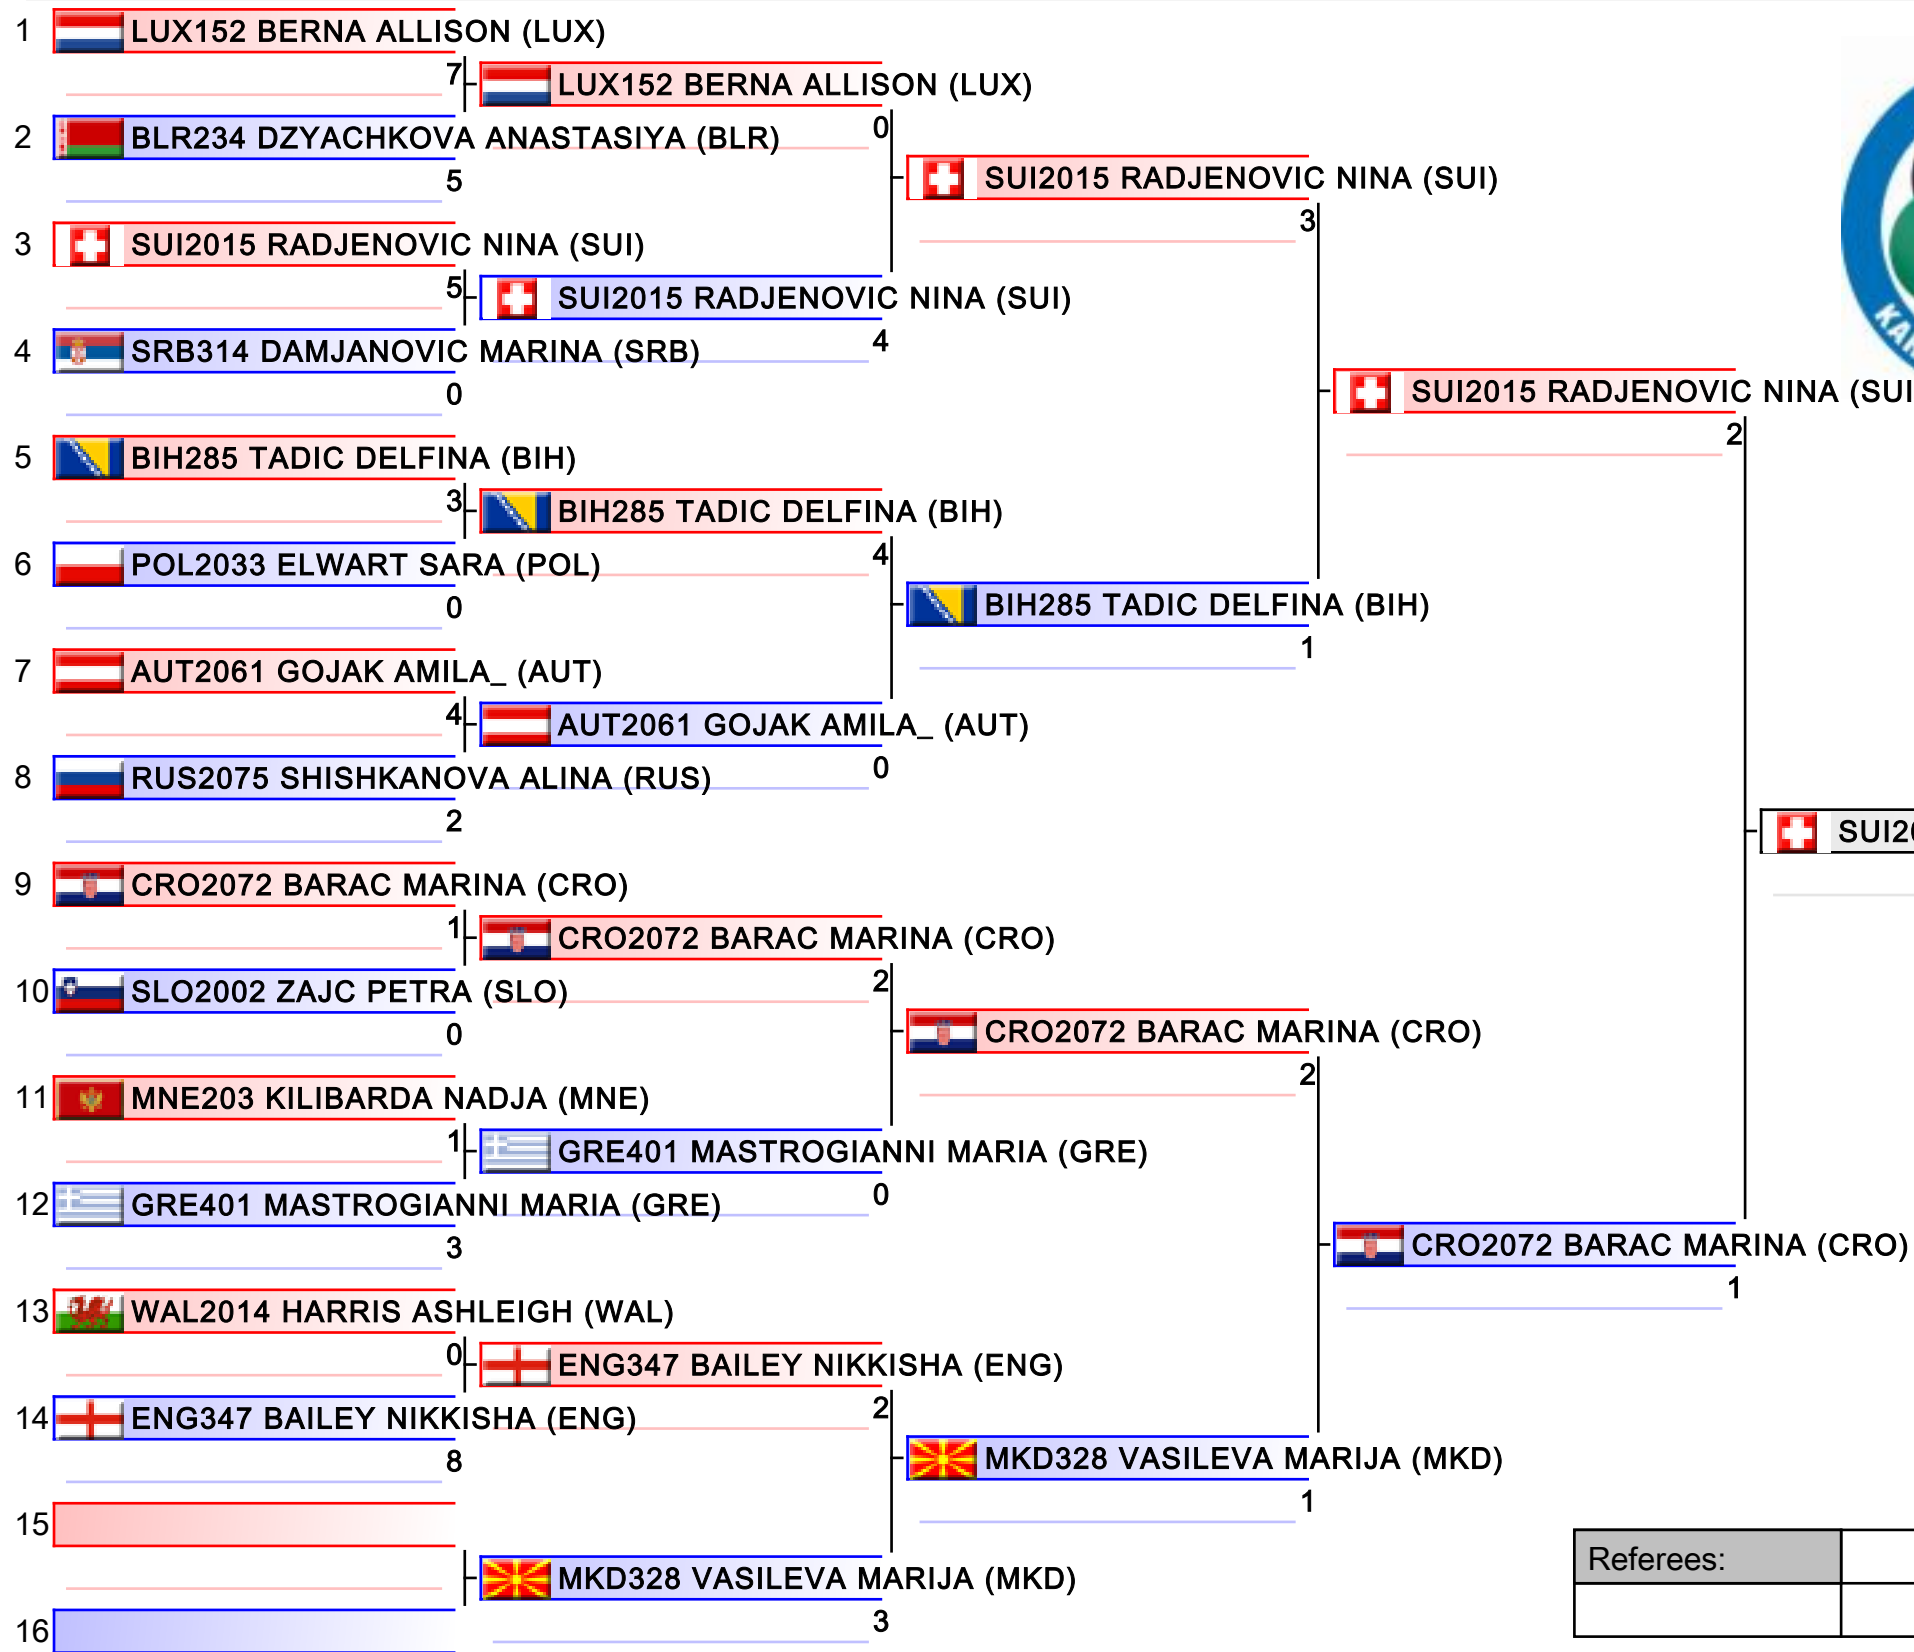 1 LUX152 BERNA ALLISON (LUX)
7 LUX152 BERNA ALLISON (LUX)
0
2 BLR234 DZYACHKOVA ANASTASIYA (BLR)
SUI2015 RADJENOVIC NINA (SUI)
5
3
3 SUI2015 RADJENOVIC NINA (SUI)
5 SUI2015 RADJENOVIC NINA (SUI)
4
4 SRB314 DAMJANOVIC MARINA (SRB)
0
SUI2015 RADJENOVIC NINA (SUI
2
5 BIH285 TADIC DELFINA (BIH)
3 BIH285 TADIC DELFINA (BIH)
4
6 POL2033 ELWART SARA (POL)
0
BIH285 TADIC DELFINA (BIH)
1
7 AUT2061 GOJAK AMILA_ (AUT)
4 AUT2061 GOJAK AMILA_ (AUT)
0
8 RUS2075 SHISHKANOVA ALINA (RUS)
2
9 CRO2072 BARAC MARINA (CRO)
1 CRO2072 BARAC MARINA (CRO)
2
10 SLO2002 ZAJC PETRA (SLO)
0
CRO2072 BARAC MARINA (CRO)
2
11 MNE203 KILIBARDA NADJA (MNE)
1 GRE401 MASTROGIANNI MARIA (GRE)
0
12 GRE401 MASTROGIANNI MARIA (GRE)
3
CRO2072 BARAC MARINA (CRO)
1
13 WAL2014 HARRIS ASHLEIGH (WAL)
0 ENG347 BAILEY NIKKISHA (ENG)
2
14 ENG347 BAILEY NIKKISHA (ENG)
8
MKD328 VASILEVA MARIJA (MKD)
1
15
MKD328 VASILEVA MARIJA (MKD)
3
16
Referees: